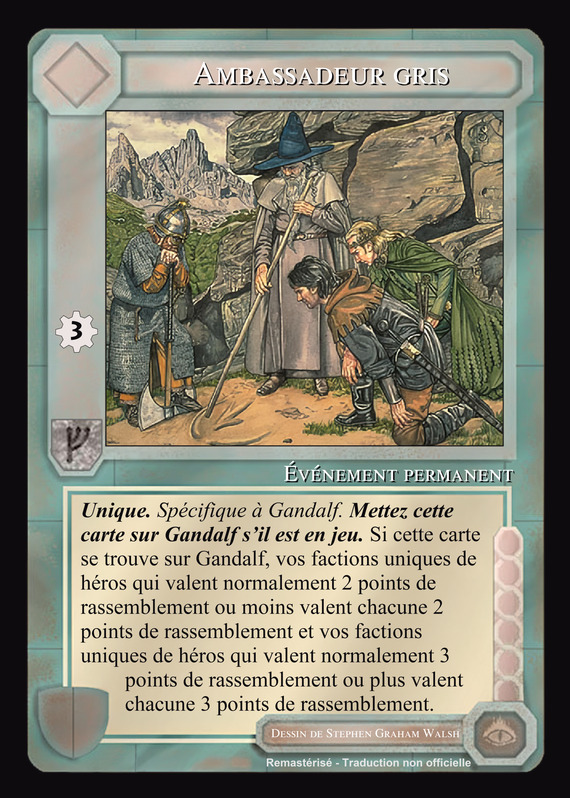 Ambassadeur gris
3
Événement permanent
Unique. Spécifique à Gandalf. Mettez cette
carte sur Gandalf s'il est en jeu. Si cette carte
se trouve sur Gandalf, vos factions uniques de
héros qui valent normalement 2 points de
rassemblement ou moins valent chacune 2
points de rassemblement et vos factions
uniques de héros qui valent normalement 3
points de rassemblement ou plus valent
chacune 3 points de rassemblement.
Dessin de Stephen Graham Walsh
Remastérisé - Traduction non officielle